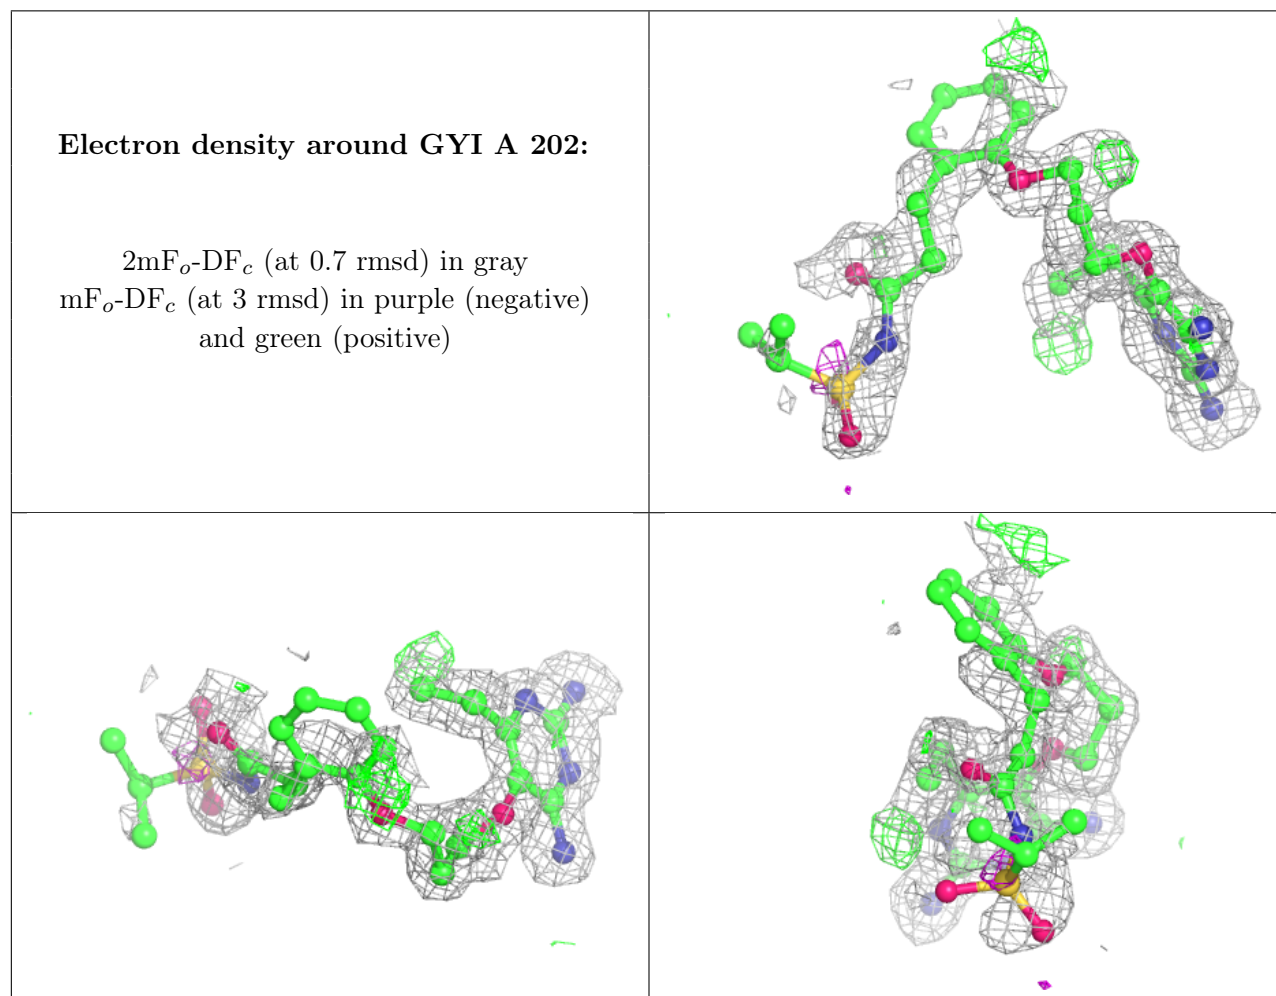 Electron density around GYI A 202:
2mFo-DFc (at 0.7 rmsd) in gray
mFo-DFc (at 3 rmsd) in purple (negative)
and green (positive)